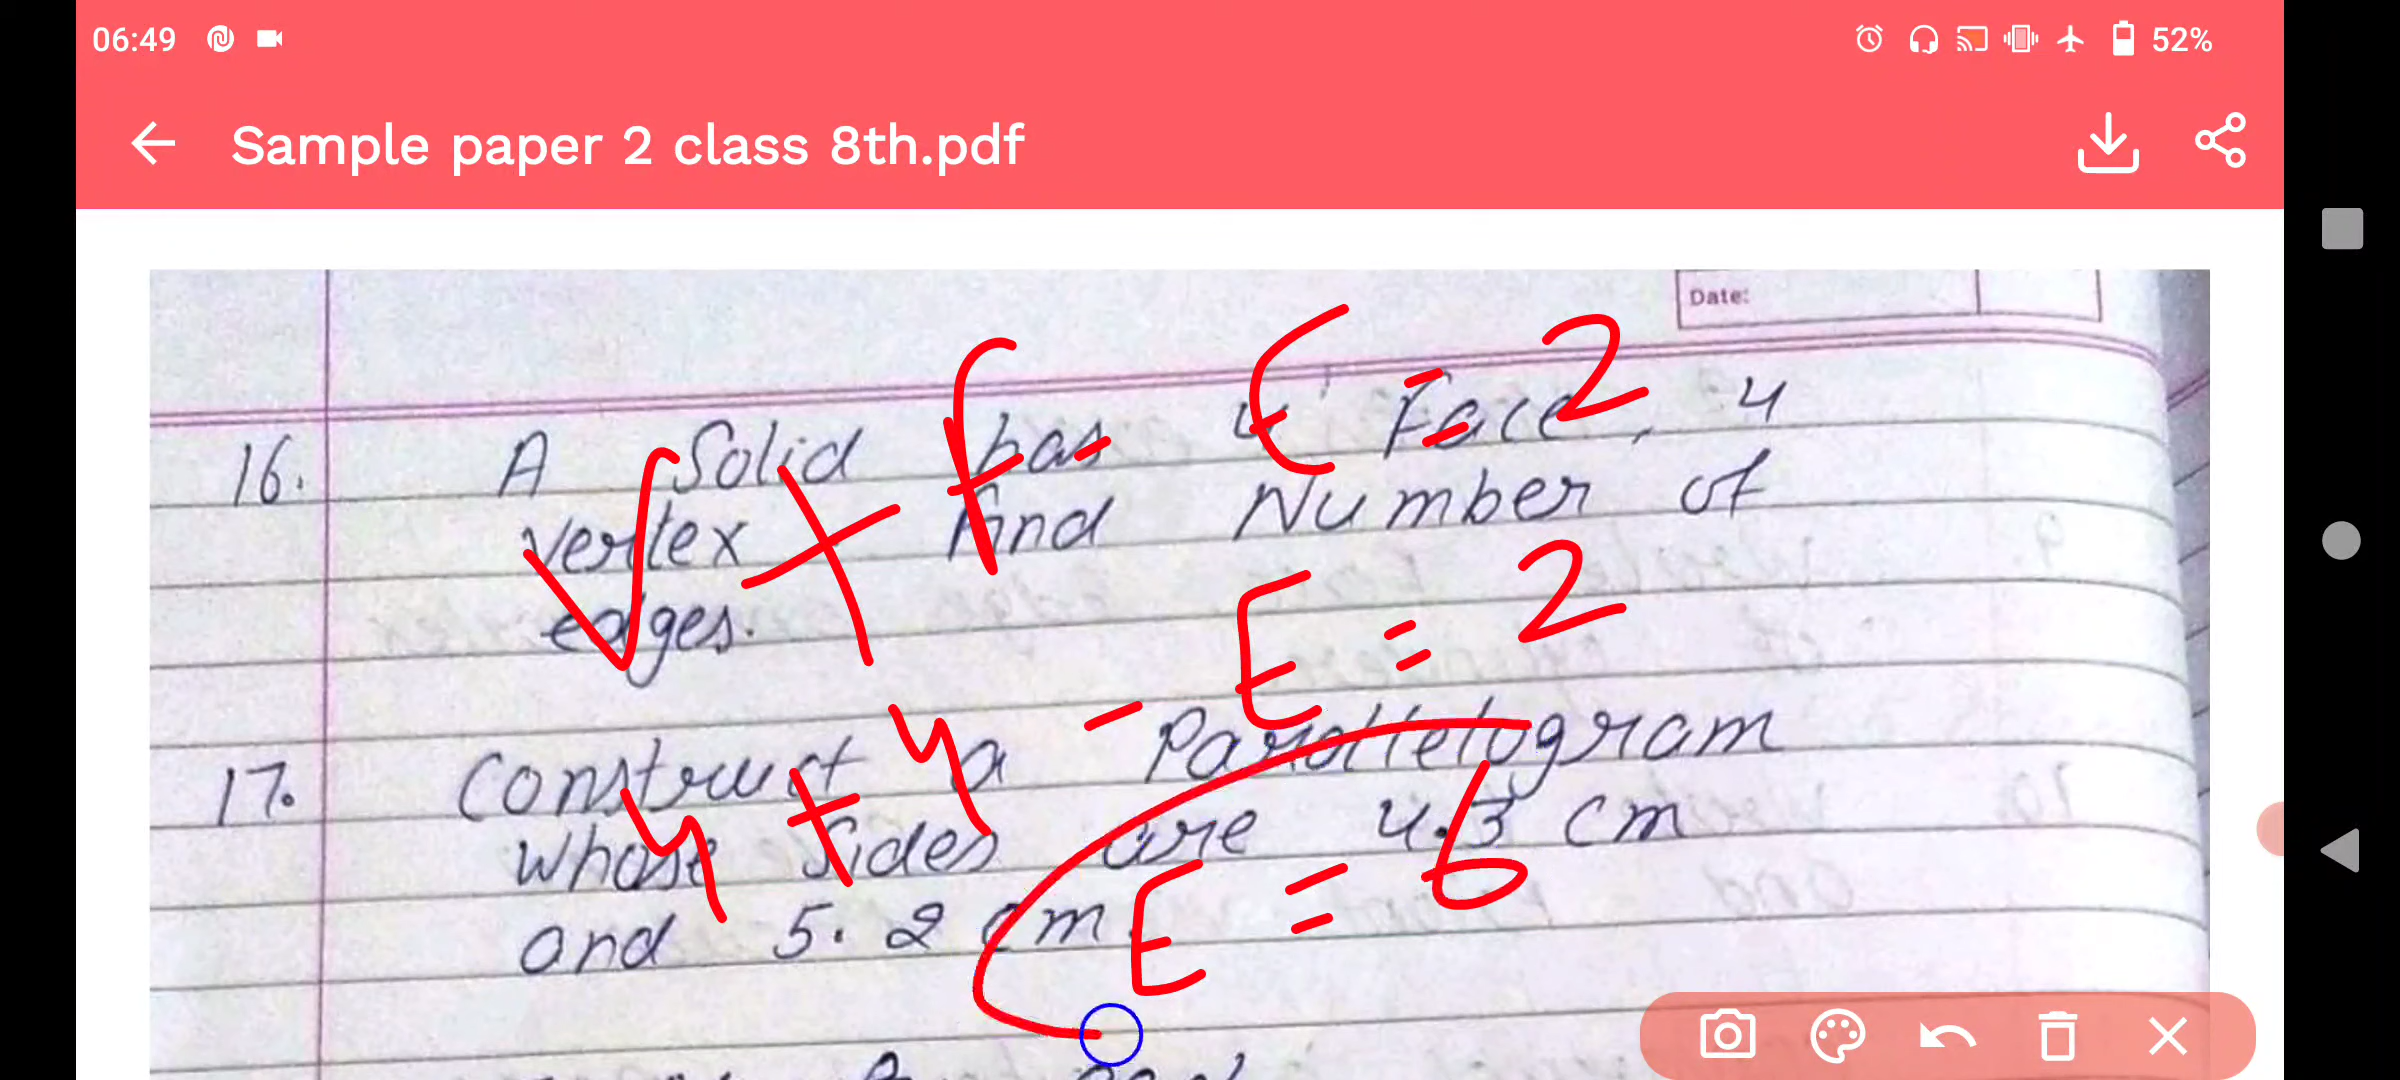 06:49 52%
Sample paper 2 class 8th.pdf
Date:
16. A Solid has 4 Face, 4
vertex find Number of
edges.
V + f - E = 2
4 + 4 - E = 2
E = 6
17. Construct a Parallelogram
whose sides are 4.3 cm
and 5.2 cm.